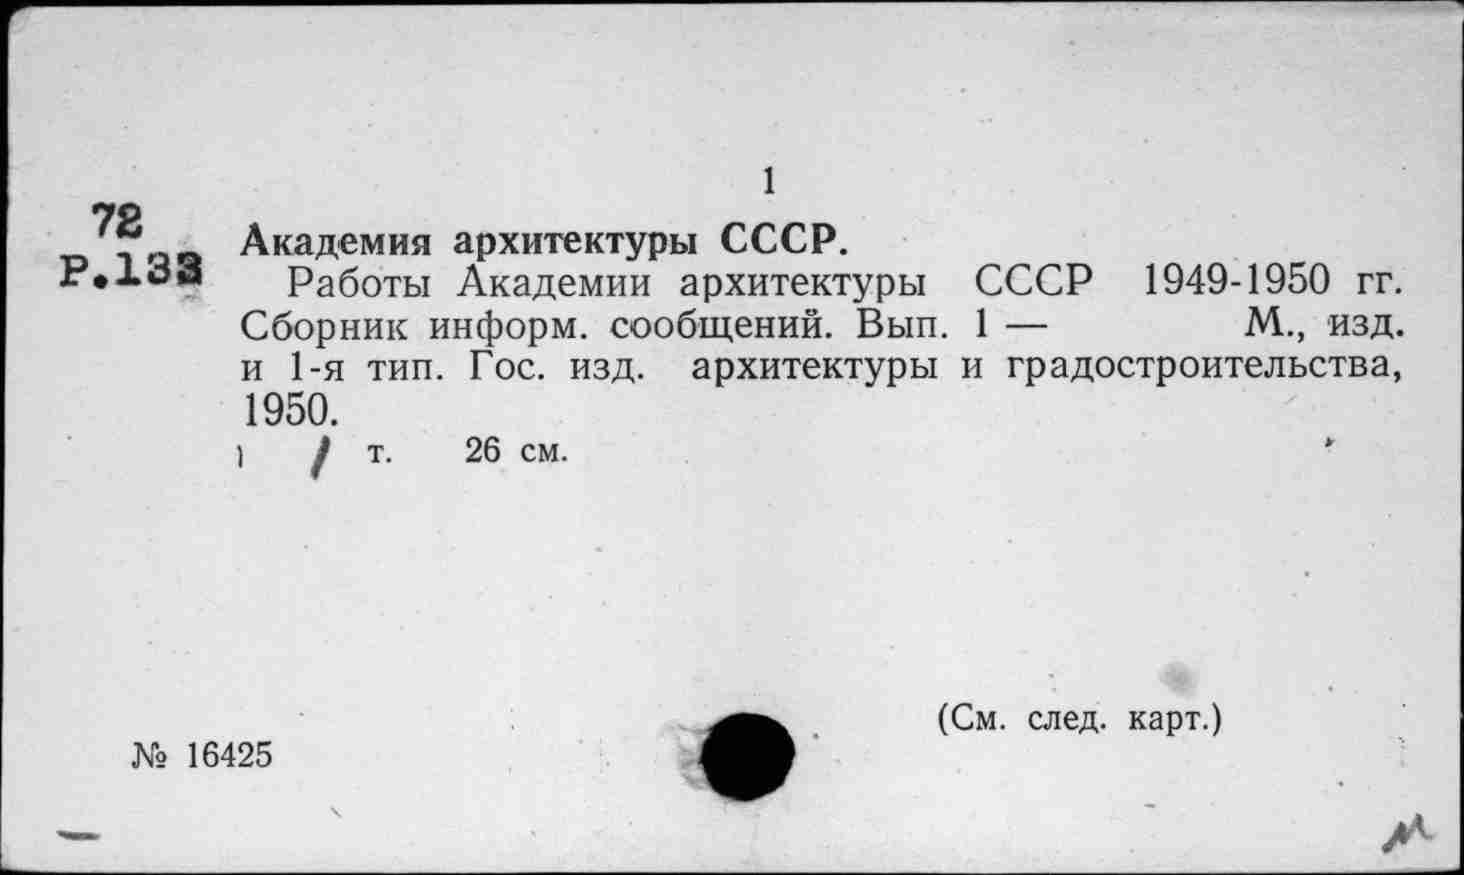 1
72
Р.133
Академия архитектуры СССР.
Работы Академии архитектуры СССР 1949-1950 гг.
Сборник информ. сообщений. Вып. 1 — М., изд.
и 1-я тип. Гос. изд. архитектуры и градостроительства,
1950.
1 / т. 26 см.
(См. след. карт.)
№ 16425